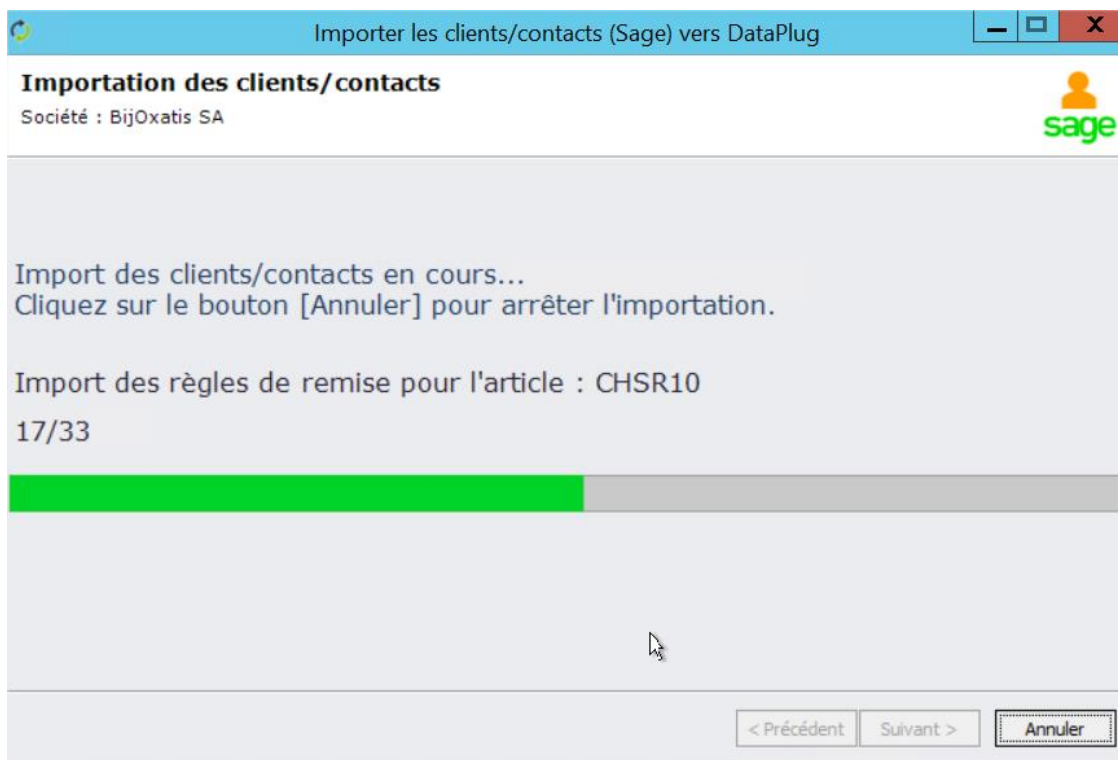 Importer les clients/contacts (Sage) vers DataPlug
Importation des clients/contacts
Société : BijOxatis SA
sage
Import des clients/contacts en cours...
Cliquez sur le bouton [Annuler] pour arrêter l'importation.
Import des règles de remise pour l'article : CHSR10
17/33
< Précédent Suivant > Annuler